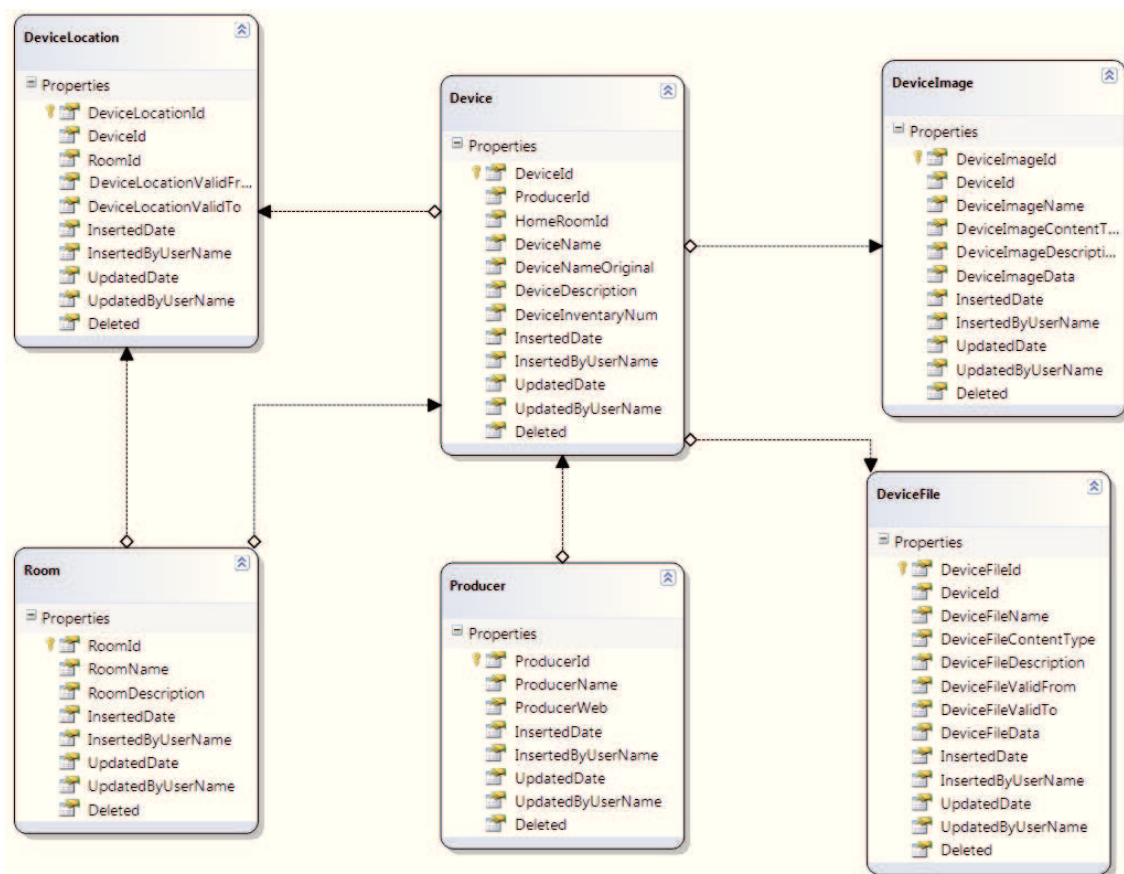 DeviceLocation
Properties
DeviceLocationId
DeviceId
RoomId
DeviceLocationValidFr...
DeviceLocationValidTo
InsertedDate
InsertedByUserName
UpdatedDate
UpdatedByUserName
Deleted
Device
Properties
DeviceId
ProducerId
HomeRoomId
DeviceName
DeviceNameOriginal
DeviceDescription
DeviceInventaryNum
InsertedDate
InsertedByUserName
UpdatedDate
UpdatedByUserName
Deleted
DeviceImage
Properties
DeviceImageId
DeviceId
DeviceImageName
DeviceImageContentT...
DeviceImageDescripti...
DeviceImageData
InsertedDate
InsertedByUserName
UpdatedDate
UpdatedByUserName
Deleted
Room
Properties
RoomId
RoomName
RoomDescription
InsertedDate
InsertedByUserName
UpdatedDate
UpdatedByUserName
Deleted
Producer
Properties
ProducerId
ProducerName
ProducerWeb
InsertedDate
InsertedByUserName
UpdatedDate
UpdatedByUserName
Deleted
DeviceFile
Properties
DeviceFileId
DeviceId
DeviceFileName
DeviceFileContentType
DeviceFileDescription
DeviceFileValidFrom
DeviceFileValidTo
DeviceFileData
InsertedDate
InsertedByUserName
UpdatedDate
UpdatedByUserName
Deleted